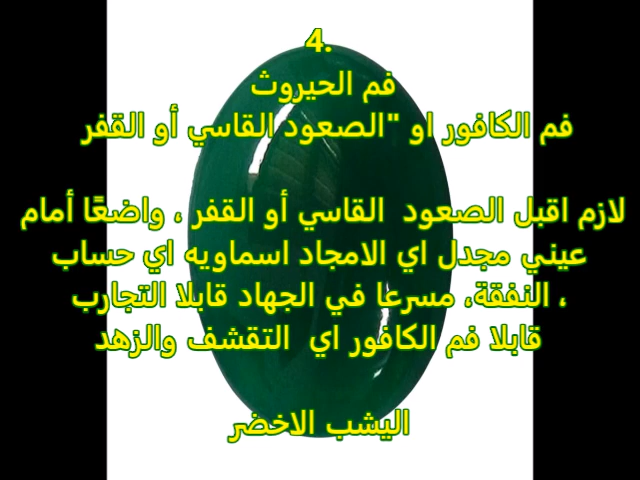 4.
فم الحيروث
فم الكافور او "الصعود القاسي أو القفر
لازم اقبل الصعود القاسي أو القفر ، واضعًا أمام
عيني مجدل اي الامجاد اسماويه اي حساب
، النفقة، مسرعا في الجهاد قابلا التجارب
قابلا فم الكافور اي التقشف والزهد
اليشب الاخضر